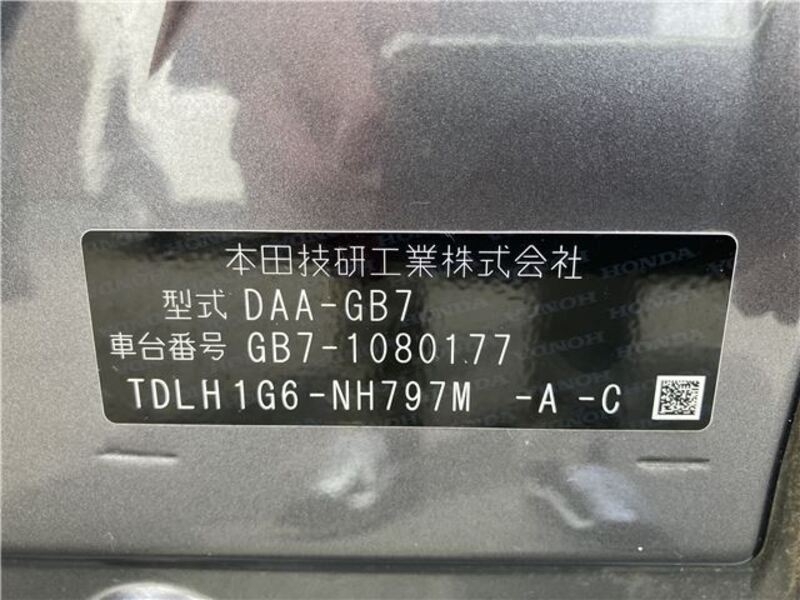 本田技研工業株式会社
型式 DAA-GB7
車台番号 GB7-1080177
TDLH1G6-NH797M -A -C